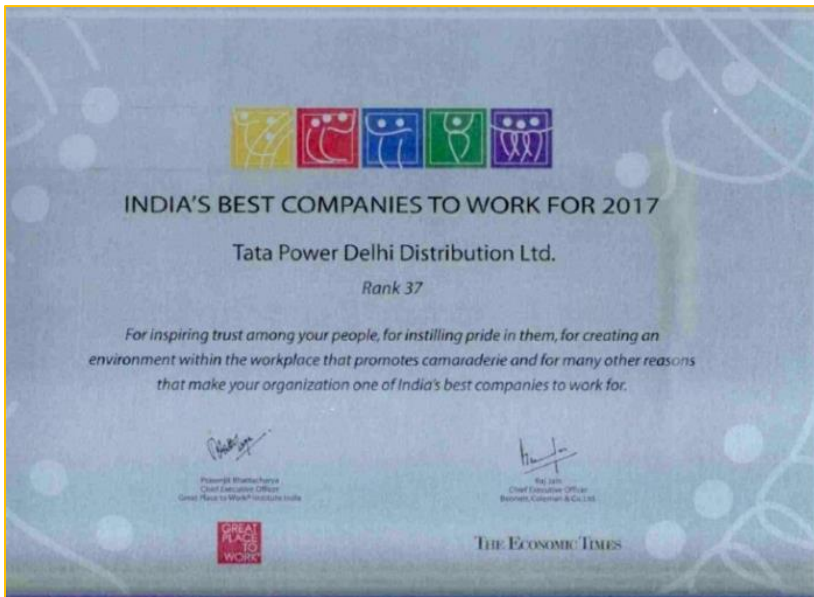 INDIA'S BEST COMPANIES TO WORK FOR 2017
Tata Power Delhi Distribution Ltd.
Rank 37
For inspiring trust among your people, for instilling pride in them, for creating an
environment within the workplace that promotes camaraderie and for many other reasons
that make your organization one of India's best companies to work for.
Prasenjit Bhattacharya
Chief Executive Officer
Great Place to Work® Institute India
Raj Jain
Chief Executive Officer
Bennett, Coleman & Co. Ltd.
GREAT
PLACE
TO
WORK®
THE ECONOMIC TIMES